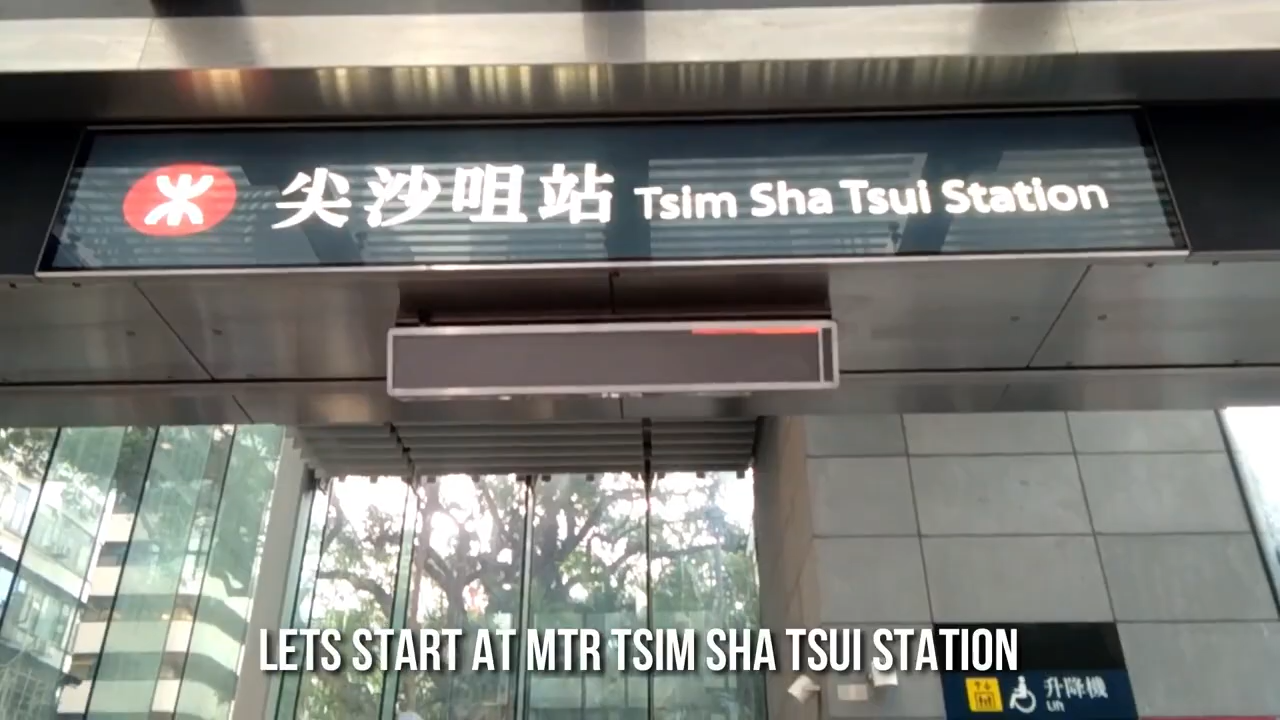 尖沙咀站 Tsim Sha Tsui Station
LETS START AT MTR TSIM SHA TSUI STATION
升降機
Lift